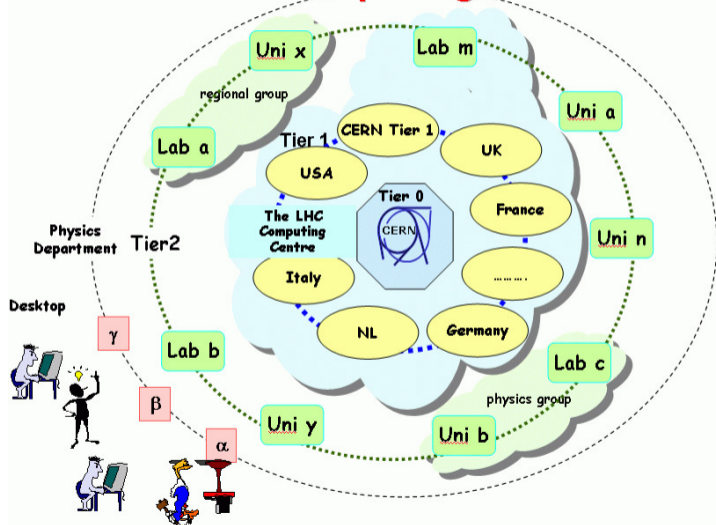 Uni x
Lab m
regional group
Uni a
Lab a
Tier 1
CERN Tier 1
UK
USA
Tier 0
CERN
France
The LHC
Computing
Centre
Physics
Department
Tier2
Uni n
Italy
……….
Desktop
γ
NL
Germany
Lab b
Lab c
physics group
β
Uni y
Uni b
α